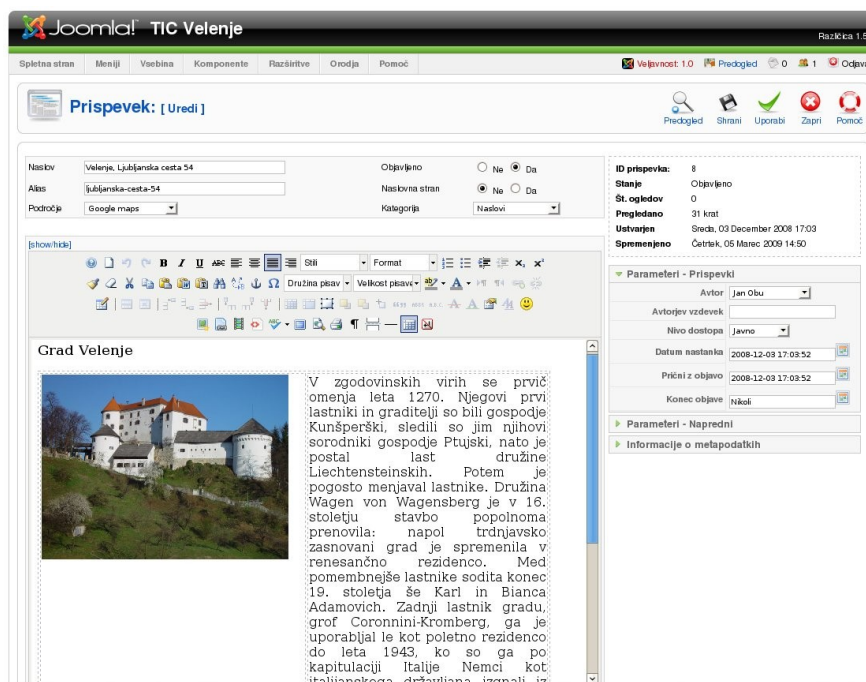 Joomla! TIC Velenje
Različica 1.5
Spletna stran Meniji Vsebina Komponente Razširitve Orodja Pomoč
Veljavnost: 1.0 Predogled 0 1 Odjava
Prispevek: [ Uredi ]
Predogled Shrani Uporabi Zapri Pomoč
Naslov Velenje, Ljubljanska cesta 54 Objavljeno Ne Da
Alias ljubljanska-cesta-54 Naslovna stran Ne Da
Področje Google maps Kategorija Naslovi
[show/hide]
B I U ABC Stili Format x, x²
Družina pisav Velikost pisave
Grad Velenje
V zgodovinskih virih se prvič
omenja leta 1270. Njegovi prvi
lastniki in graditelji so bili gospodje
Kunšperški, sledili so jim njihovi
sorodniki gospodje Ptujski, nato je
postal last družine
Liechtensteinskih. Potem je
pogosto menjaval lastnike. Družina
Wagen von Wagensberg je v 16.
stoletju stavbo popolnoma
prenovila: napol trdnjavsko
zasnovani grad je spremenila v
renesančno rezidenco. Med
pomembnejše lastnike sodita konec
19. stoletja še Karl in Bianca
Adamovich. Zadnji lastnik gradu,
grof Coronnini-Kromberg, ga je
uporabljal le kot poletno rezidenco
do leta 1943, ko so ga po
kapitulaciji Italije Nemci kot
italijanskega državljana izgnali iz
ID prispevka: 8
Stanje Objavljeno
Št. ogledov 0
Pregledano 31 krat
Ustvarjen Sreda, 03 December 2008 17:03
Spremenjeno Četrtek, 05 Marec 2009 14:50
Parameteri - Prispevki
Avtor Jan Obu
Avtorjev vzdevek
Nivo dostopa Javno
Datum nastanka 2008-12-03 17:03:52
Prični z objavo 2008-12-03 17:03:52
Konec objave Nikoli
Parameteri - Napredni
Informacije o metapodatkih